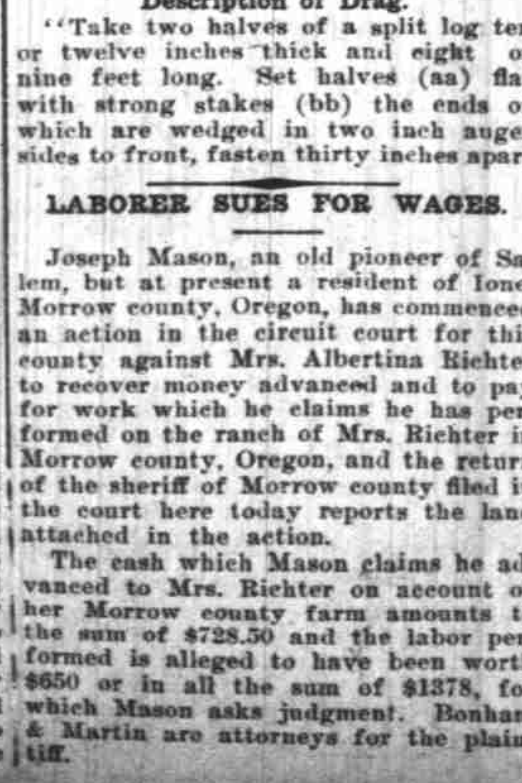 Description of Drag.
"Take two halves of a split log ten
or twelve inches thick and eight o
nine feet long. Set halves (aa) fla
with strong stakes (bb) the ends o
which are wedged in two inch auge
sides to front, fasten thirty inches apar
LABORER SUES FOR WAGES.
Joseph Mason, an old pioneer of Sa
lem, but at present a resident of Ione
Morrow county, Oregon, has commenced
an action in the circuit court for thi
county against Mrs. Albertina Richte
to recover money advanced and to pay
for work which he claims he has per
formed on the ranch of Mrs. Richter i
Morrow county, Oregon, and the return
of the sheriff of Morrow county filed i
the court here today reports the land
attached in the action.
The cash which Mason claims he ad
vanced to Mrs. Richter on account o
her Morrow county farm amounts t
the sum of $728.50 and the labor per
formed is alleged to have been worth
$650 or in all the sum of $1378, fo
which Mason asks judgment. Bonham
& Martin are attorneys for the plain
tiff.